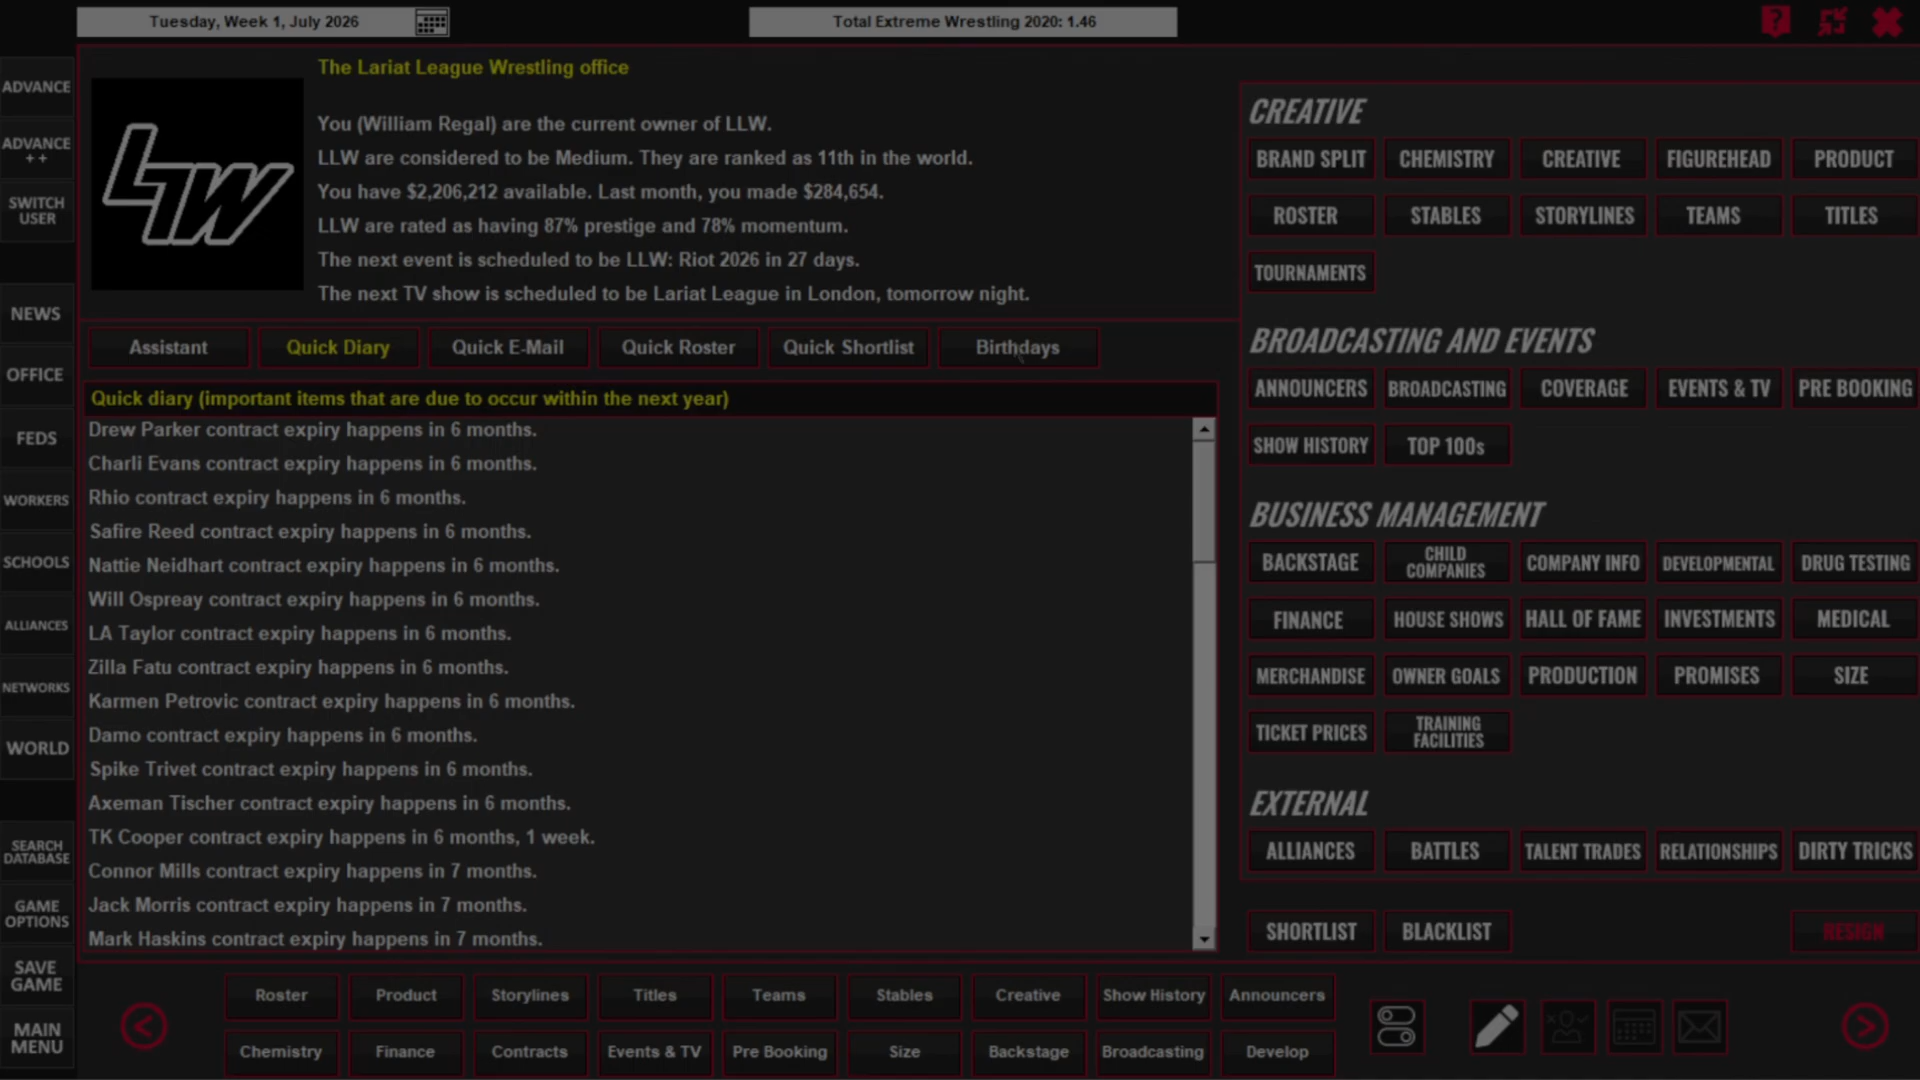 Tuesday, Week 1, July 2026
Total Extreme Wrestling 2020: 1.46
ADVANCE
ADVANCE
++
SWITCH
USER
NEWS
OFFICE
FEDS
WORKERS
SCHOOLS
ALLIANCES
NETWORKS
WORLD
SEARCH
DATABASE
GAME
OPTIONS
SAVE
GAME
MAIN
MENU
LLW
The Lariat League Wrestling office
You (William Regal) are the current owner of LLW.
LLW are considered to be Medium. They are ranked as 11th in the world.
You have $2,206,212 available. Last month, you made $284,654.
LLW are rated as having 87% prestige and 78% momentum.
The next event is scheduled to be LLW: Riot 2026 in 27 days.
The next TV show is scheduled to be Lariat League in London, tomorrow night.
Assistant
Quick Diary
Quick E-Mail
Quick Roster
Quick Shortlist
Birthdays
Quick diary (important items that are due to occur within the next year)
Drew Parker contract expiry happens in 6 months.
Charli Evans contract expiry happens in 6 months.
Rhio contract expiry happens in 6 months.
Safire Reed contract expiry happens in 6 months.
Nattie Neidhart contract expiry happens in 6 months.
Will Ospreay contract expiry happens in 6 months.
LA Taylor contract expiry happens in 6 months.
Zilla Fatu contract expiry happens in 6 months.
Karmen Petrovic contract expiry happens in 6 months.
Damo contract expiry happens in 6 months.
Spike Trivet contract expiry happens in 6 months.
Axeman Tischer contract expiry happens in 6 months.
TK Cooper contract expiry happens in 6 months, 1 week.
Connor Mills contract expiry happens in 7 months.
Jack Morris contract expiry happens in 7 months.
Mark Haskins contract expiry happens in 7 months.
CREATIVE
BRAND SPLIT
CHEMISTRY
CREATIVE
FIGUREHEAD
PRODUCT
ROSTER
STABLES
STORYLINES
TEAMS
TITLES
TOURNAMENTS
BROADCASTING AND EVENTS
ANNOUNCERS
BROADCASTING
COVERAGE
EVENTS & TV
PRE BOOKING
SHOW HISTORY
TOP 100s
BUSINESS MANAGEMENT
BACKSTAGE
CHILD
COMPANIES
COMPANY INFO
DEVELOPMENTAL
DRUG TESTING
FINANCE
HOUSE SHOWS
HALL OF FAME
INVESTMENTS
MEDICAL
MERCHANDISE
OWNER GOALS
PRODUCTION
PROMISES
SIZE
TICKET PRICES
TRAINING
FACILITIES
EXTERNAL
ALLIANCES
BATTLES
TALENT TRADES
RELATIONSHIPS
DIRTY TRICKS
SHORTLIST
BLACKLIST
RESIGN
Roster
Product
Storylines
Titles
Teams
Stables
Creative
Show History
Announcers
Chemistry
Finance
Contracts
Events & TV
Pre Booking
Size
Backstage
Broadcasting
Develop